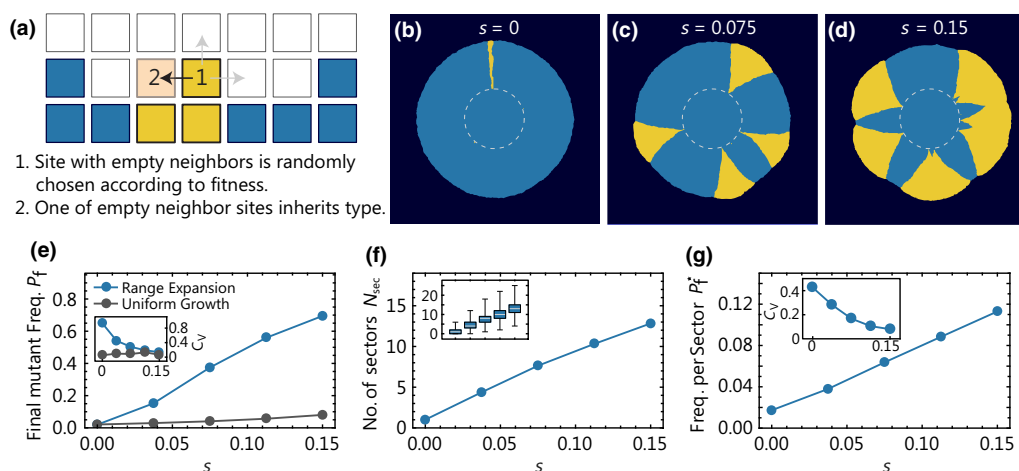 (a)
2 1
1. Site with empty neighbors is randomly
chosen according to fitness.
2. One of empty neighbor sites inherits type.
(b) s = 0
(c) s = 0.075
(d) s = 0.15
(e)
Final mutant Freq. Pf
0.8
0.6
0.4
0.2
0.0
Range Expansion
Uniform Growth
0.8
0.4
0
CV
0 0.15
0.00 0.05 0.10 0.15
s
(f)
No. of sectors Nsec
15
10
5
0
20
10
0
0.00 0.05 0.10 0.15
s
(g)
Freq. per Sector P*f
0.12
0.08
0.04
0.00
CV
0.4
0.2
0
0 0.15
0.00 0.05 0.10 0.15
s